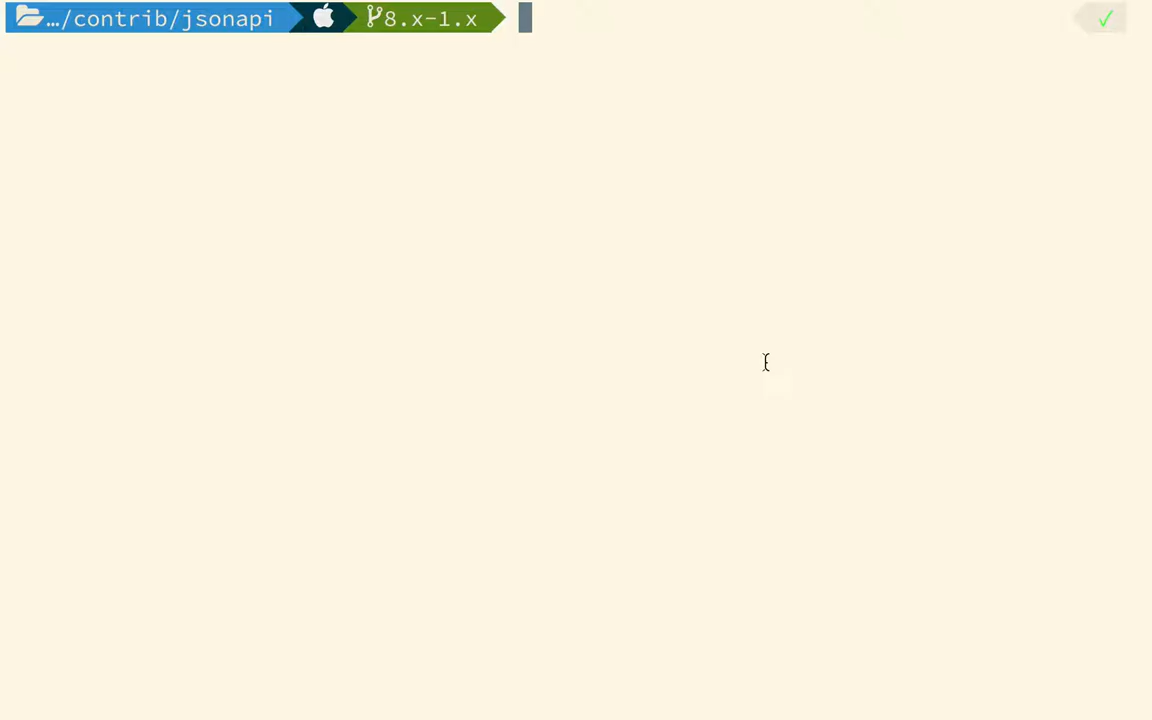 …/contrib/jsonapi 8.x-1.x ✓